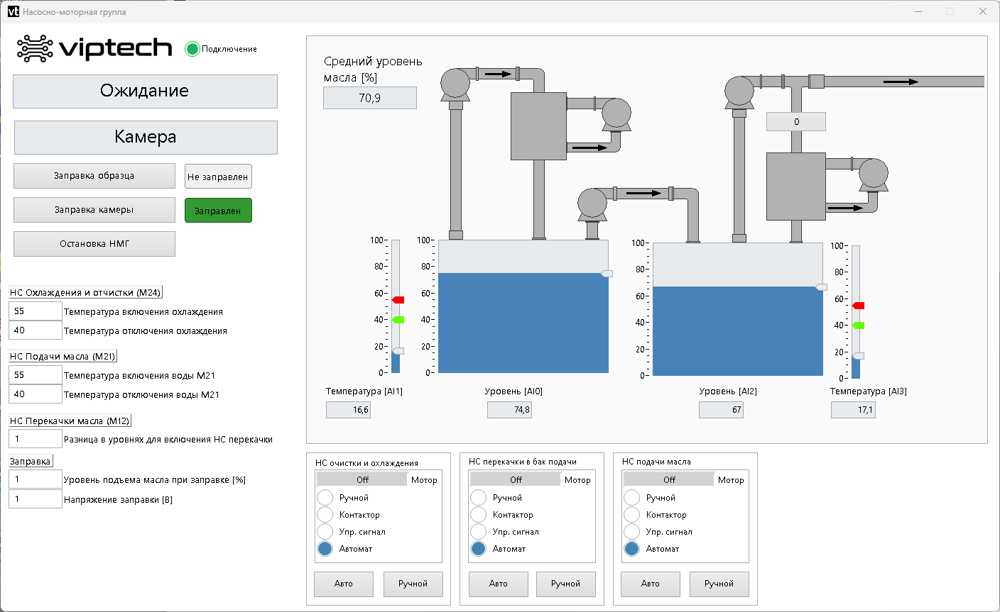 vt Насосно-моторная группа
viptech
Подключение
Ожидание
Камера
Заправка образца
Не заправлен
Заправка камеры
Заправлен
Остановка НМГ
НС Охлаждения и отчистки (М24)
55 Температура включения охлаждения
40 Температура отключения охлаждения
НС Подачи масла (М21)
55 Температура включения воды М21
40 Температура отключения воды М21
НС Перекачки масла (М12)
1 Разница в уровнях для включения НС перекачки
Заправка
1 Уровень подъема масла при заправке [%]
1 Напряжение заправки [В]
Средний уровень
масла [%]
70,9
0
100
80
60
40
20
0
100
80
60
40
20
0
100
80
60
40
20
0
100
80
60
40
20
0
Температура [AI1]
16,6
Уровень [AI0]
74,8
Уровень [AI2]
67
Температура [AI3]
17,1
НС очистки и охлаждения
Off Мотор
Ручной
Контактор
Упр. сигнал
Автомат
Авто Ручной
НС перекачки в бак подачи
Off Мотор
Ручной
Контактор
Упр. сигнал
Автомат
Авто Ручной
НС подачи масла
Off Мотор
Ручной
Контактор
Упр. сигнал
Автомат
Авто Ручной